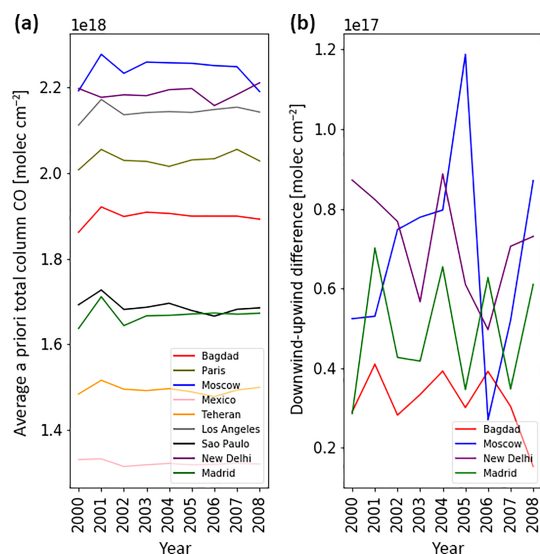 (a)
1e18
Average a priori total column CO [molec cm⁻²]
2.2
2.0
1.8
1.6
1.4
Bagdad
Paris
Moscow
Mexico
Teheran
Los Angeles
Sao Paulo
New Delhi
Madrid
2000
2001
2002
2003
2004
2005
2006
2007
2008
Year
(b)
1e17
Downwind-upwind difference [molec cm⁻²]
1.2
1.0
0.8
0.6
0.4
0.2
Bagdad
Moscow
New Delhi
Madrid
2000
2001
2002
2003
2004
2005
2006
2007
2008
Year